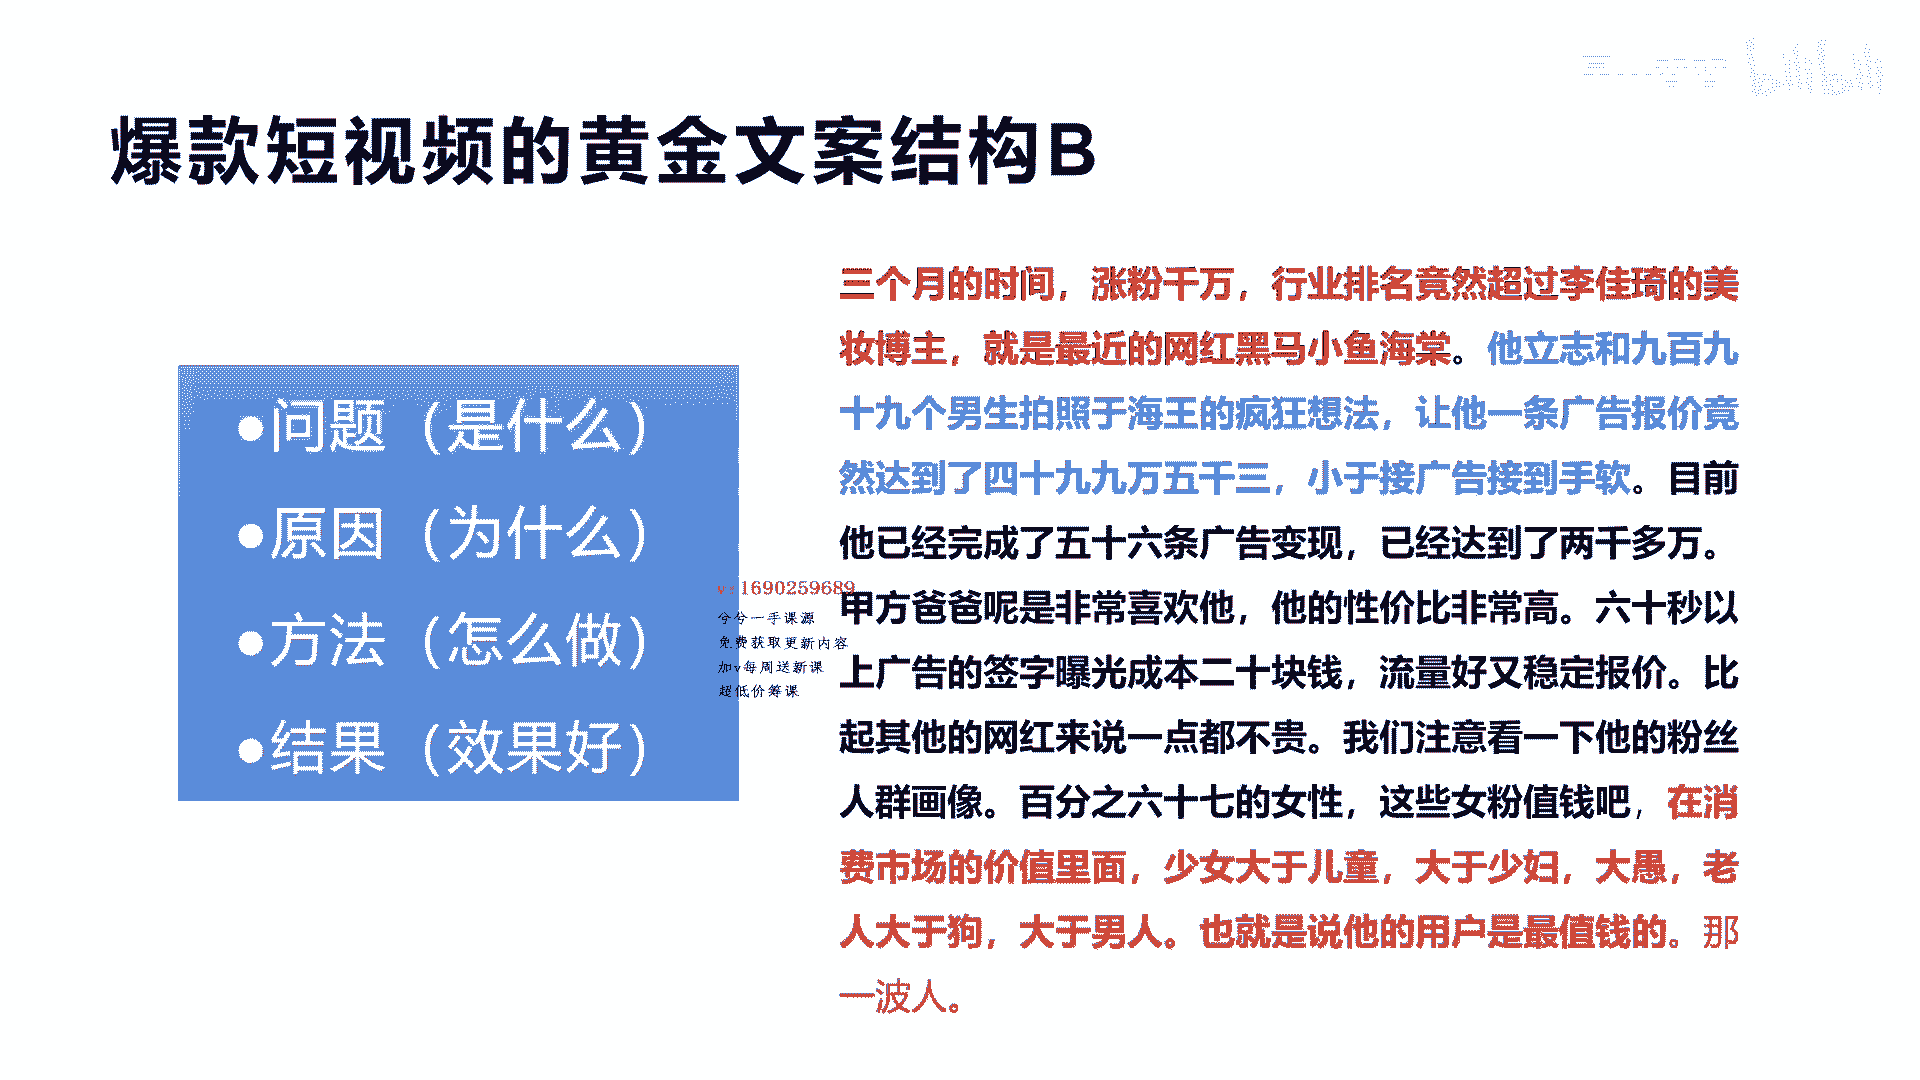 bilibili
爆款短视频的黄金文案结构B
●问题（是什么）
●原因（为什么）
●方法（怎么做）
●结果（效果好）
v:1690259689
兮兮一手课源
免费获取更新内容
加v每周送新课
超低价筹课
三个月的时间，涨粉千万，行业排名竟然超过李佳琦的美
妆博主，就是最近的网红黑马小鱼海棠。他立志和九百九
十九个男生拍照于海王的疯狂想法，让他一条广告报价竟
然达到了四十九九万五千三，小于接广告接到手软。目前
他已经完成了五十六条广告变现，已经达到了两千多万。
甲方爸爸呢是非常喜欢他，他的性价比非常高。六十秒以
上广告的签字曝光成本二十块钱，流量好又稳定报价。比
起其他的网红来说一点都不贵。我们注意看一下他的粉丝
人群画像。百分之六十七的女性，这些女粉值钱吧，在消
费市场的价值里面，少女大于儿童，大于少妇，大愚，老
人大于狗，大于男人。也就是说他的用户是最值钱的。那
一波人。